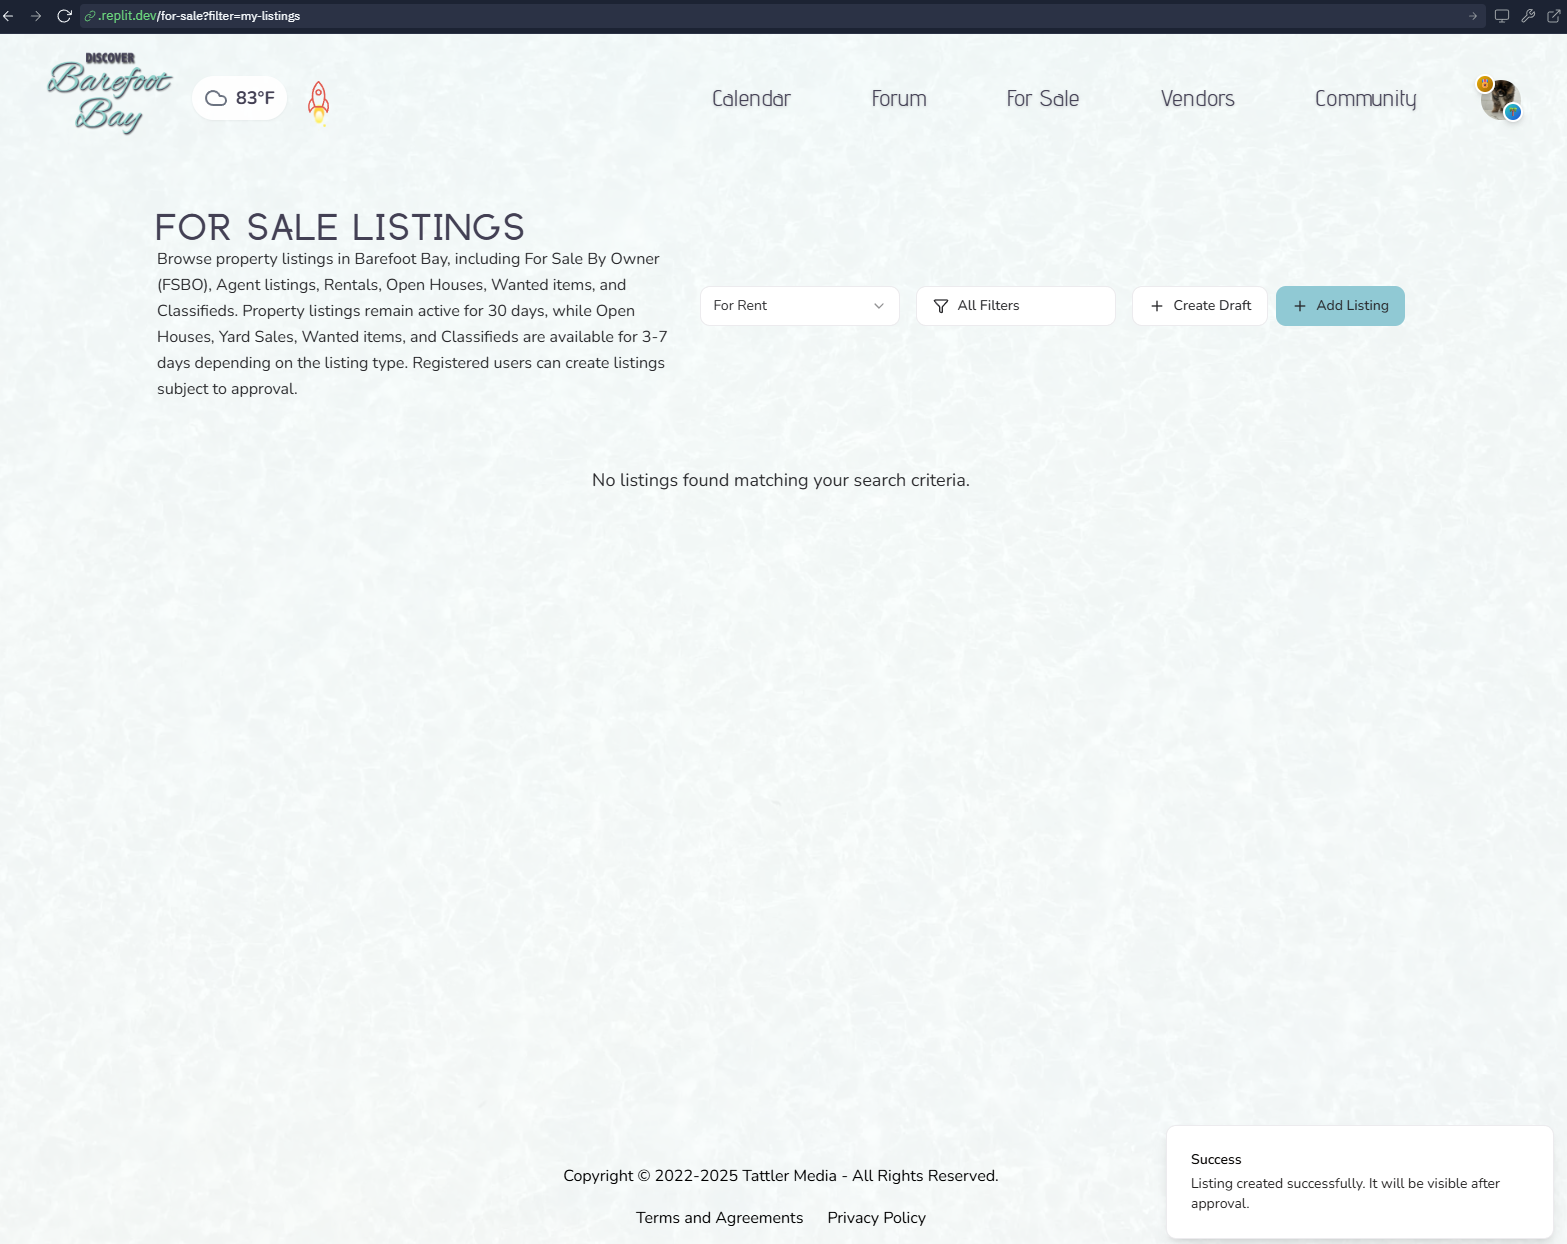 .replit.dev/for-sale?filter=my-listings
DISCOVER
Barefoot
Bay
83°F
Calendar
Forum
For Sale
Vendors
Community
FOR SALE LISTINGS
Browse property listings in Barefoot Bay, including For Sale By Owner
(FSBO), Agent listings, Rentals, Open Houses, Wanted items, and
Classifieds. Property listings remain active for 30 days, while Open
Houses, Yard Sales, Wanted items, and Classifieds are available for 3-7
days depending on the listing type. Registered users can create listings
subject to approval.
For Rent
All Filters
Create Draft
Add Listing
No listings found matching your search criteria.
Copyright © 2022-2025 Tattler Media - All Rights Reserved.
Terms and Agreements
Privacy Policy
Success
Listing created successfully. It will be visible after
approval.